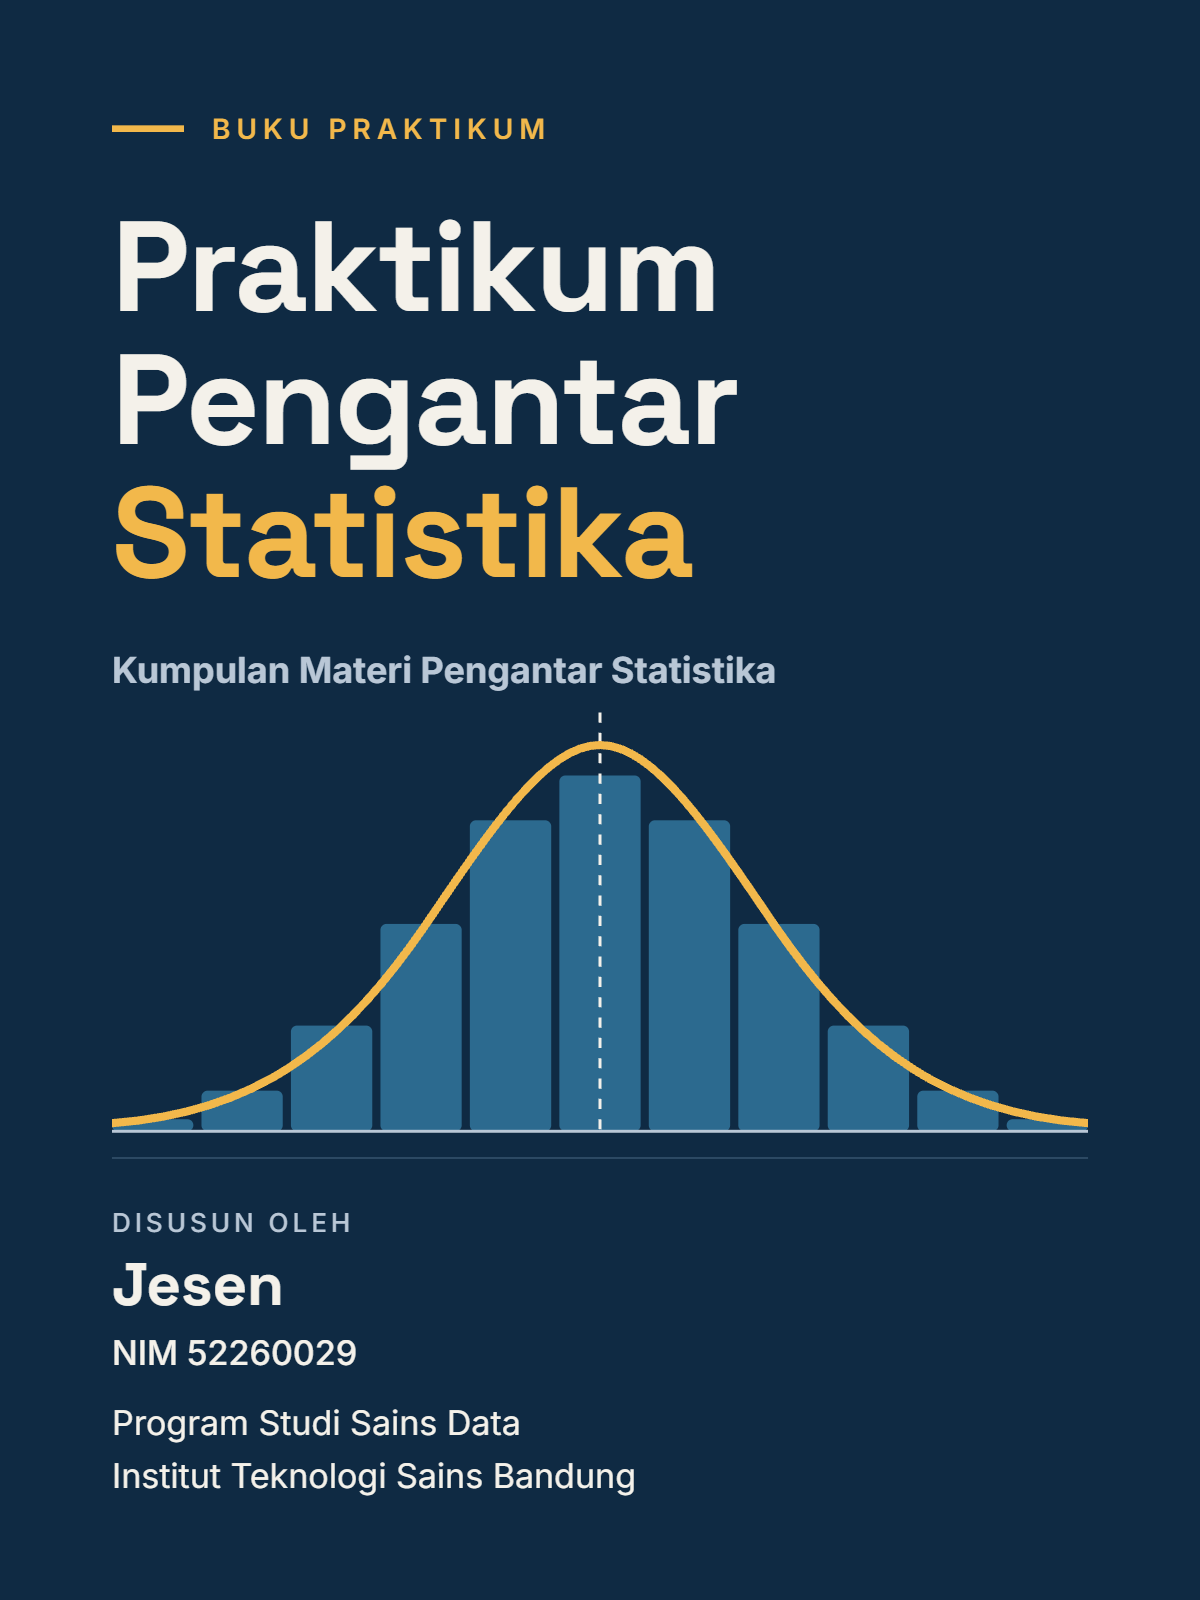 BUKU PRAKTIKUM
Praktikum
Pengantar
Statistika
Kumpulan Materi Pengantar Statistika
DISUSUN OLEH
Jesen
NIM 52260029
Program Studi Sains Data
Institut Teknologi Sains Bandung